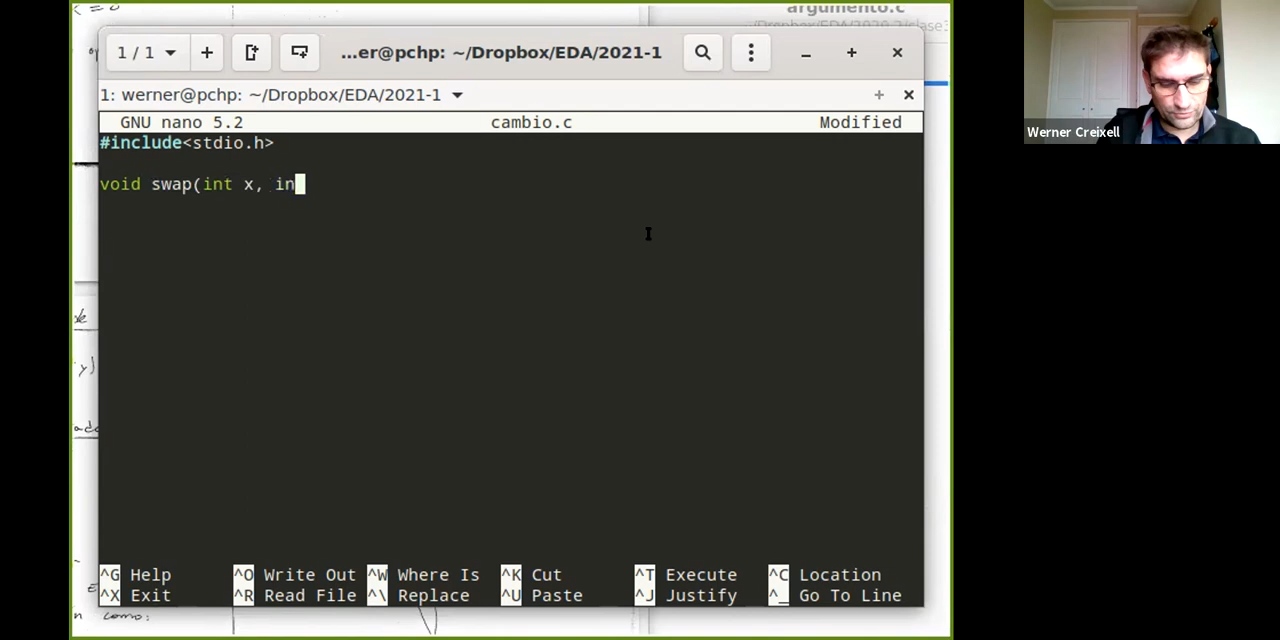 argumento.c
1 / 1
...er@pchp: ~/Dropbox/EDA/2021-1
1: werner@pchp: ~/Dropbox/EDA/2021-1
GNU nano 5.2 cambio.c Modified
#include<stdio.h>
void swap(int x, in
^G Help ^O Write Out ^W Where Is ^K Cut ^T Execute ^C Location
^X Exit ^R Read File ^\ Replace ^U Paste ^J Justify ^_ Go To Line
como:
Werner Creixell